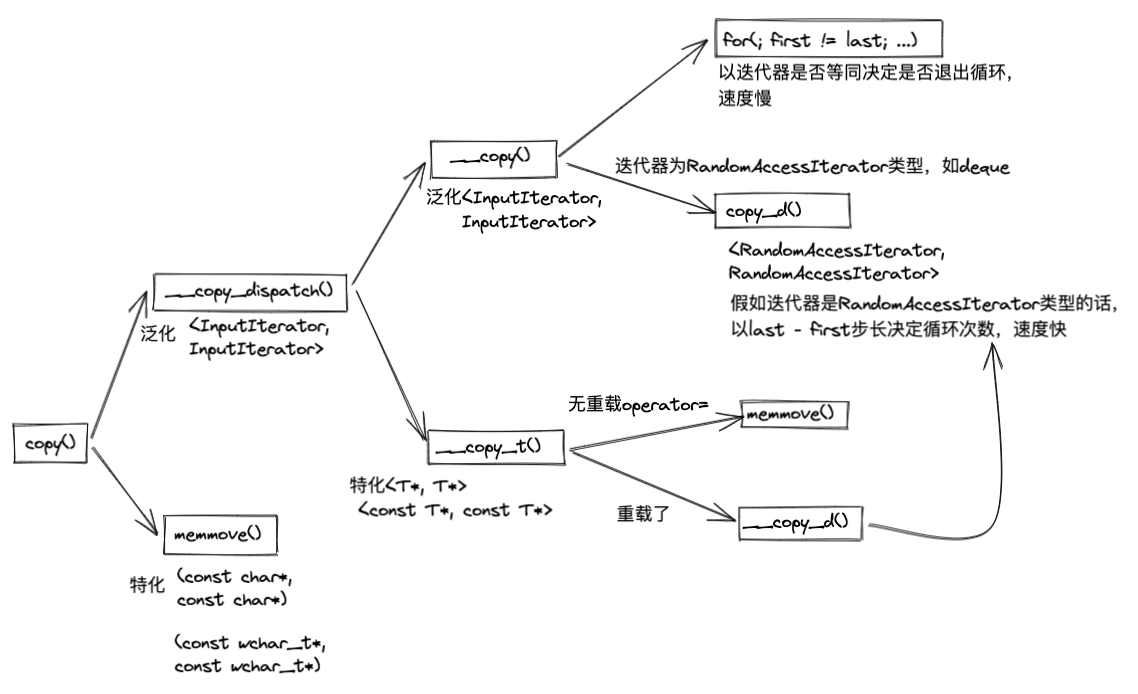 for(; first != last; ...)
以迭代器是否等同决定是否退出循环，
速度慢
__copy()
泛化<InputIterator,
InputIterator>
迭代器为RandomAccessIterator类型，如deque
copy_d()
<RandomAccessIterator,
RandomAccessIterator>
假如迭代器是RandomAccessIterator类型的话，
以last - first步长决定循环次数，速度快
__copy_dispatch()
泛化 <InputIterator,
InputIterator>
copy()
无重载operator=
memmove()
__copy_t()
特化<T*, T*>
<const T*, const T*>
重载了
__copy_d()
memmove()
特化 (const char*,
const char*)
(const wchar_t*,
const wchar_t*)